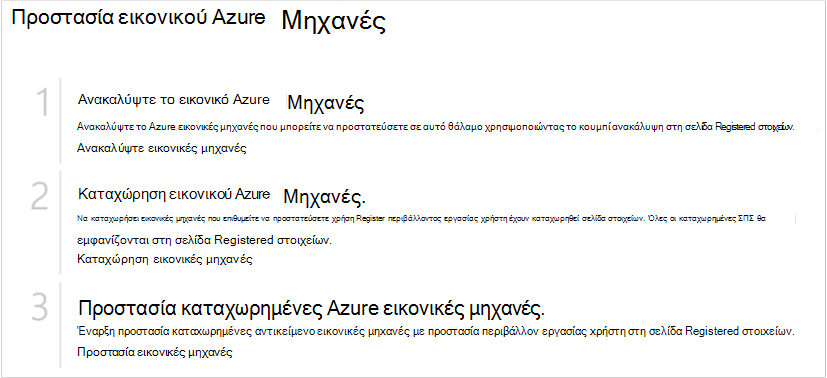 Προστασία εικονικού Azure Μηχανές
1
Ανακαλύψτε το εικονικό Azure Μηχανές
Ανακαλύψτε το Azure εικονικές μηχανές που μπορείτε να προστατεύσετε σε αυτό θάλαμο χρησιμοποιώντας το κουμπί ανακάλυψη στη σελίδα Registered στοιχείων.
Ανακαλύψτε εικονικές μηχανές
2
Καταχώρηση εικονικού Azure Μηχανές.
Να καταχωρήσει εικονικές μηχανές που επιθυμείτε να προστατεύσετε χρήση Register περιβάλλοντος εργασίας χρήστη έχουν καταχωρηθεί σελίδα στοιχείων. Όλες οι καταχωρημένες ΣΠΣ θα
εμφανίζονται στη σελίδα Registered στοιχείων.
Καταχώρηση εικονικές μηχανές
3
Προστασία καταχωρημένες Azure εικονικές μηχανές.
Έναρξη προστασία καταχωρημένες αντικείμενο εικονικές μηχανές με προστασία περιβάλλον εργασίας χρήστη στη σελίδα Registered στοιχείων.
Προστασία εικονικές μηχανές